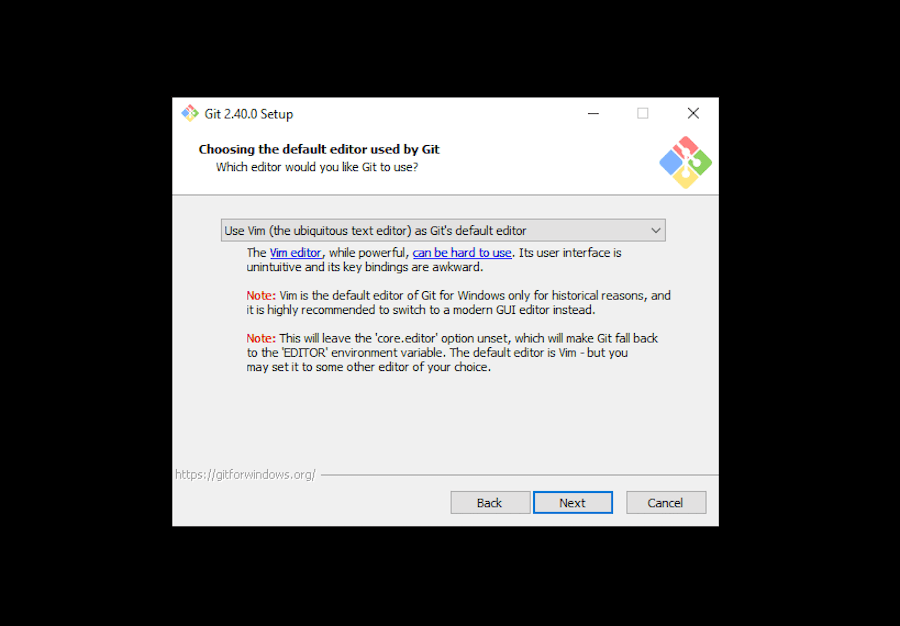 Git 2.40.0 Setup
Choosing the default editor used by Git
Which editor would you like Git to use?
Use Vim (the ubiquitous text editor) as Git's default editor
The Vim editor, while powerful, can be hard to use. Its user interface is
unintuitive and its key bindings are awkward.
Note: Vim is the default editor of Git for Windows only for historical reasons, and
it is highly recommended to switch to a modern GUI editor instead.
Note: This will leave the 'core.editor' option unset, which will make Git fall back
to the 'EDITOR' environment variable. The default editor is Vim - but you
may set it to some other editor of your choice.
https://gitforwindows.org/
Back Next Cancel